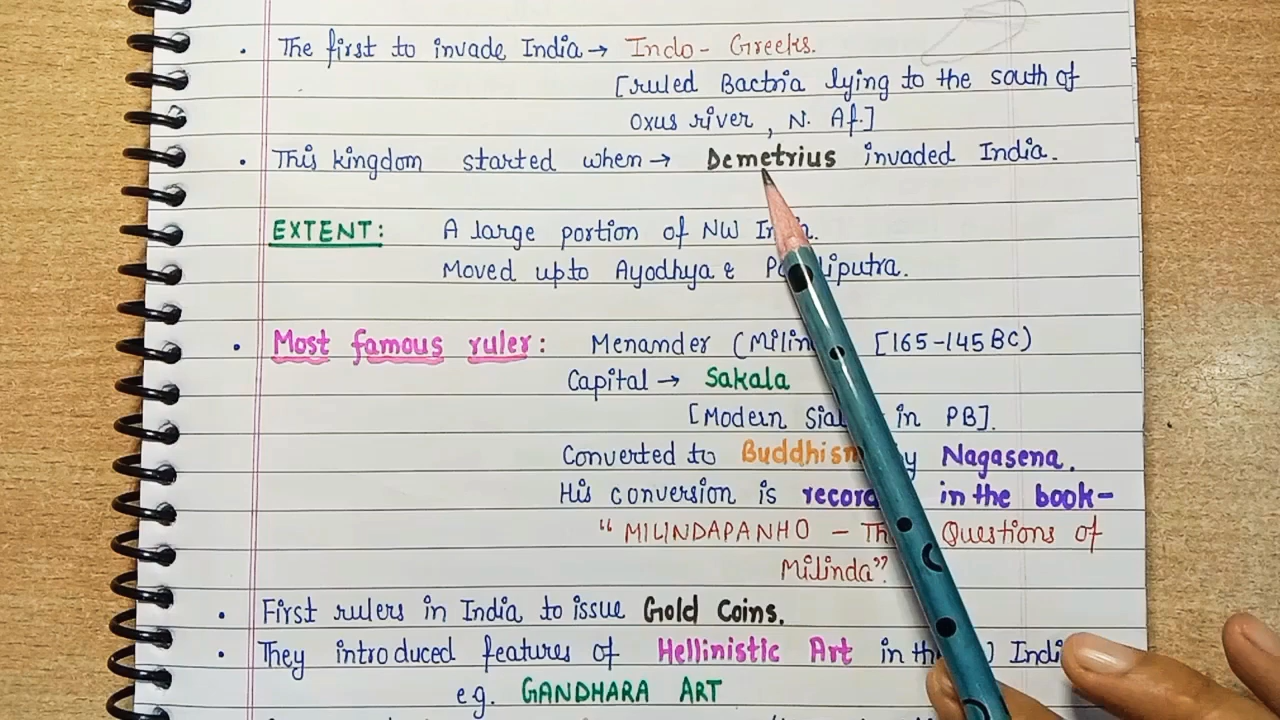 • The first to invade India → Indo - Greeks.
[ruled Bactria lying to the south of
oxus river, N. Af.]
• This kingdom started when → Demetrius invaded India.
EXTENT: A large portion of NW
Moved upto Ayodhya &
• Most famous ruler: Menander ( [165-145 BC)
Capital → Sakala
[Modern in PB].
Converted to Buddhism by Nagasena.
His conversion is in the book-
"MILINDAPANHO - Questions of
Milinda"
• First rulers in India to issue Gold Coins.
• They introduced features of Hellinistic Art in
e.g. GANDHARA ART